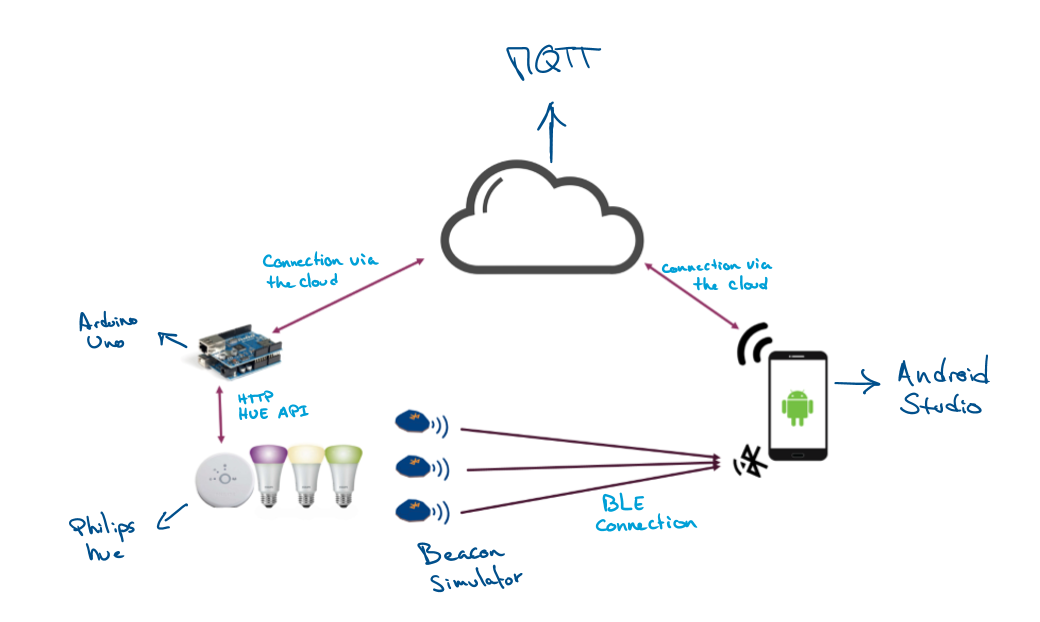 MQTT
Connection via
the cloud
Connection via
the cloud
Arduino
Uno
HTTP
HUE API
Android
Studio
BLE
Connection
Philips
hue
Beacon
Simulator